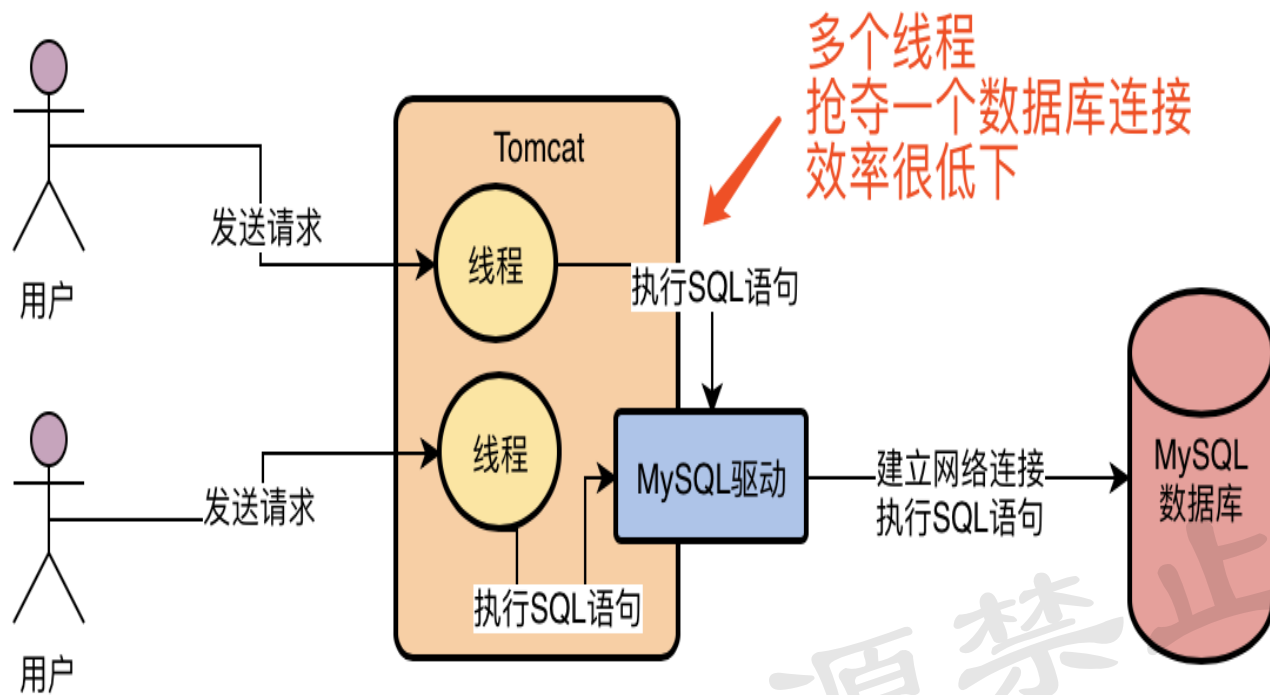 多个线程
抢夺一个数据库连接
效率很低下
Tomcat
发送请求
线程
执行SQL语句
用户
线程
MySQL驱动
建立网络连接
执行SQL语句
MySQL
数据库
发送请求
执行SQL语句
用户
源禁止